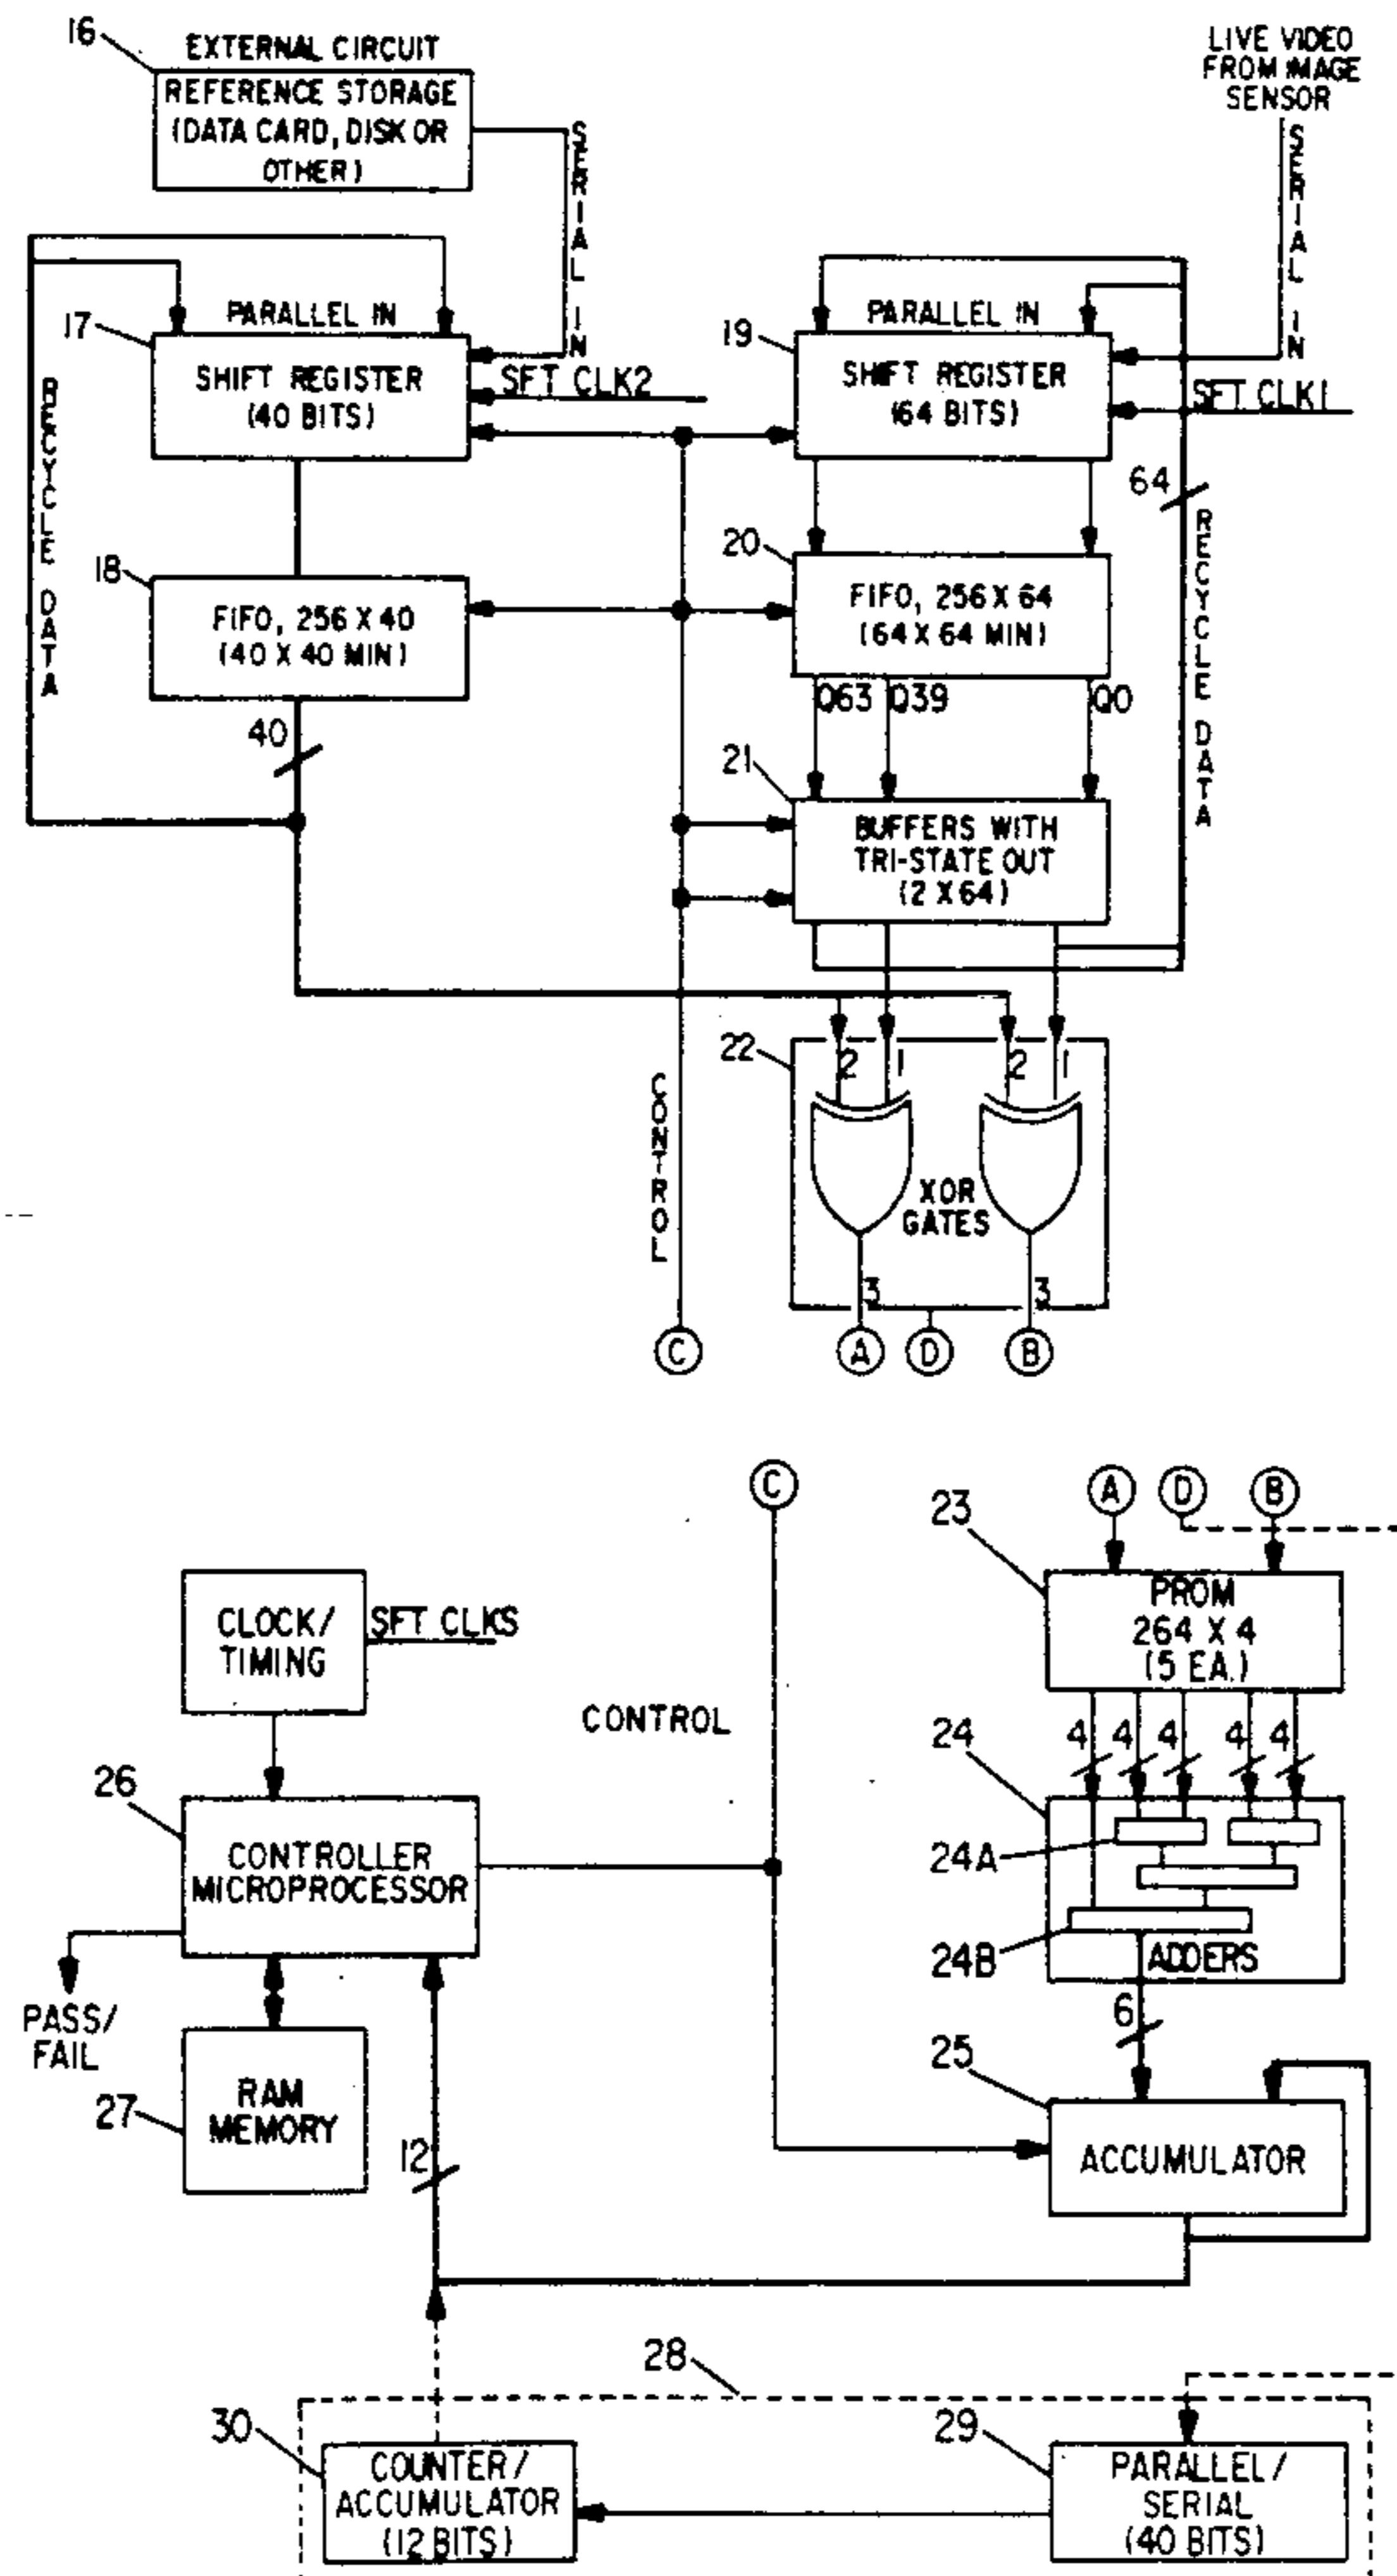 16
EXTERNAL CIRCUIT
REFERENCE STORAGE
(DATA CARD, DISK OR
OTHER)
SERIAL IN
LIVE VIDEO
FROM IMAGE
SENSOR
SERIAL IN
17
PARALLEL IN
SHIFT REGISTER
(40 BITS)
SFT CLK2
19
PARALLEL IN
SHIFT REGISTER
(64 BITS)
SFT CLK1
64
RECYCLE DATA
RECYCLE DATA
18
FIFO, 256 X 40
(40 X 40 MIN)
40
20
FIFO, 256 X 64
(64 X 64 MIN)
Q63 Q39 Q0
21
BUFFERS WITH
TRI-STATE OUT
(2 X 64)
22
2 1 2 1
XOR
GATES
3 3
CONTROL
C A D B
C A D B
23
PROM
264 X 4
(5 EA.)
CLOCK/
TIMING
SFT CLKS
CONTROL
24
4 4 4 4 4
24A
24B
ADDERS
6
26
CONTROLLER
MICROPROCESSOR
PASS/
FAIL
27
RAM
MEMORY
12
25
ACCUMULATOR
28
30
COUNTER/
ACCUMULATOR
(12 BITS)
29
PARALLEL/
SERIAL
(40 BITS)